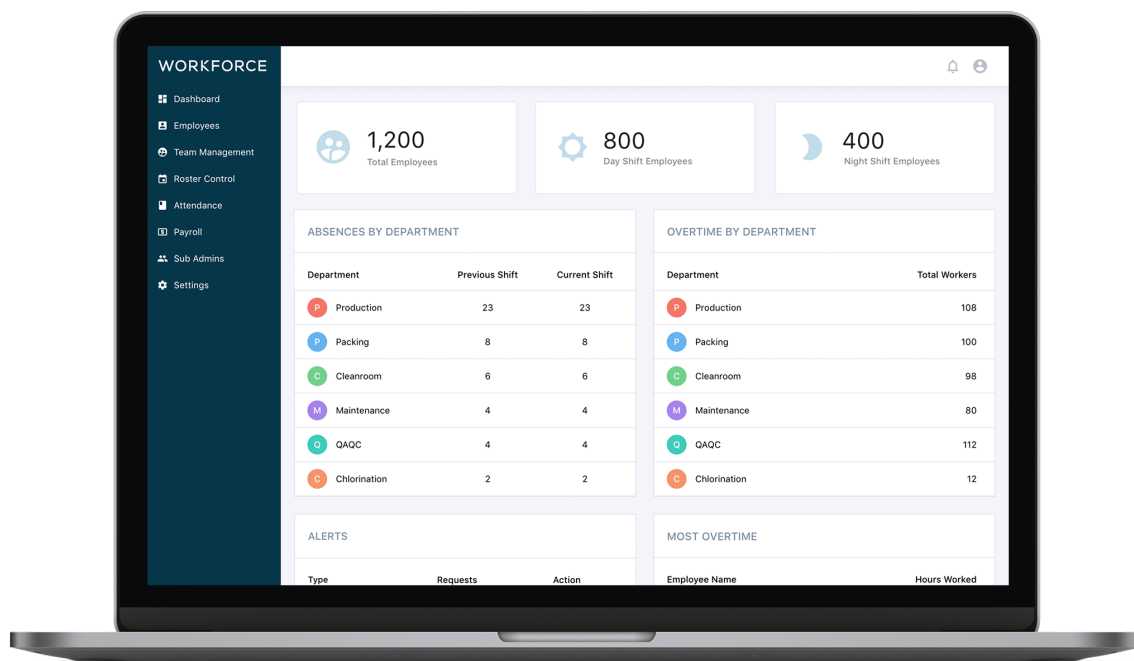 WORKFORCE
Dashboard
Employees
Team Management
Roster Control
Attendance
Payroll
Sub Admins
Settings
1,200
Total Employees
800
Day Shift Employees
400
Night Shift Employees
ABSENCES BY DEPARTMENT
Department Previous Shift Current Shift
P Production 23 23
P Packing 8 8
C Cleanroom 6 6
M Maintenance 4 4
Q QAQC 4 4
C Chlorination 2 2
OVERTIME BY DEPARTMENT
Department Total Workers
P Production 108
P Packing 100
C Cleanroom 98
M Maintenance 80
Q QAQC 112
C Chlorination 12
ALERTS
Type Requests Action
MOST OVERTIME
Employee Name Hours Worked